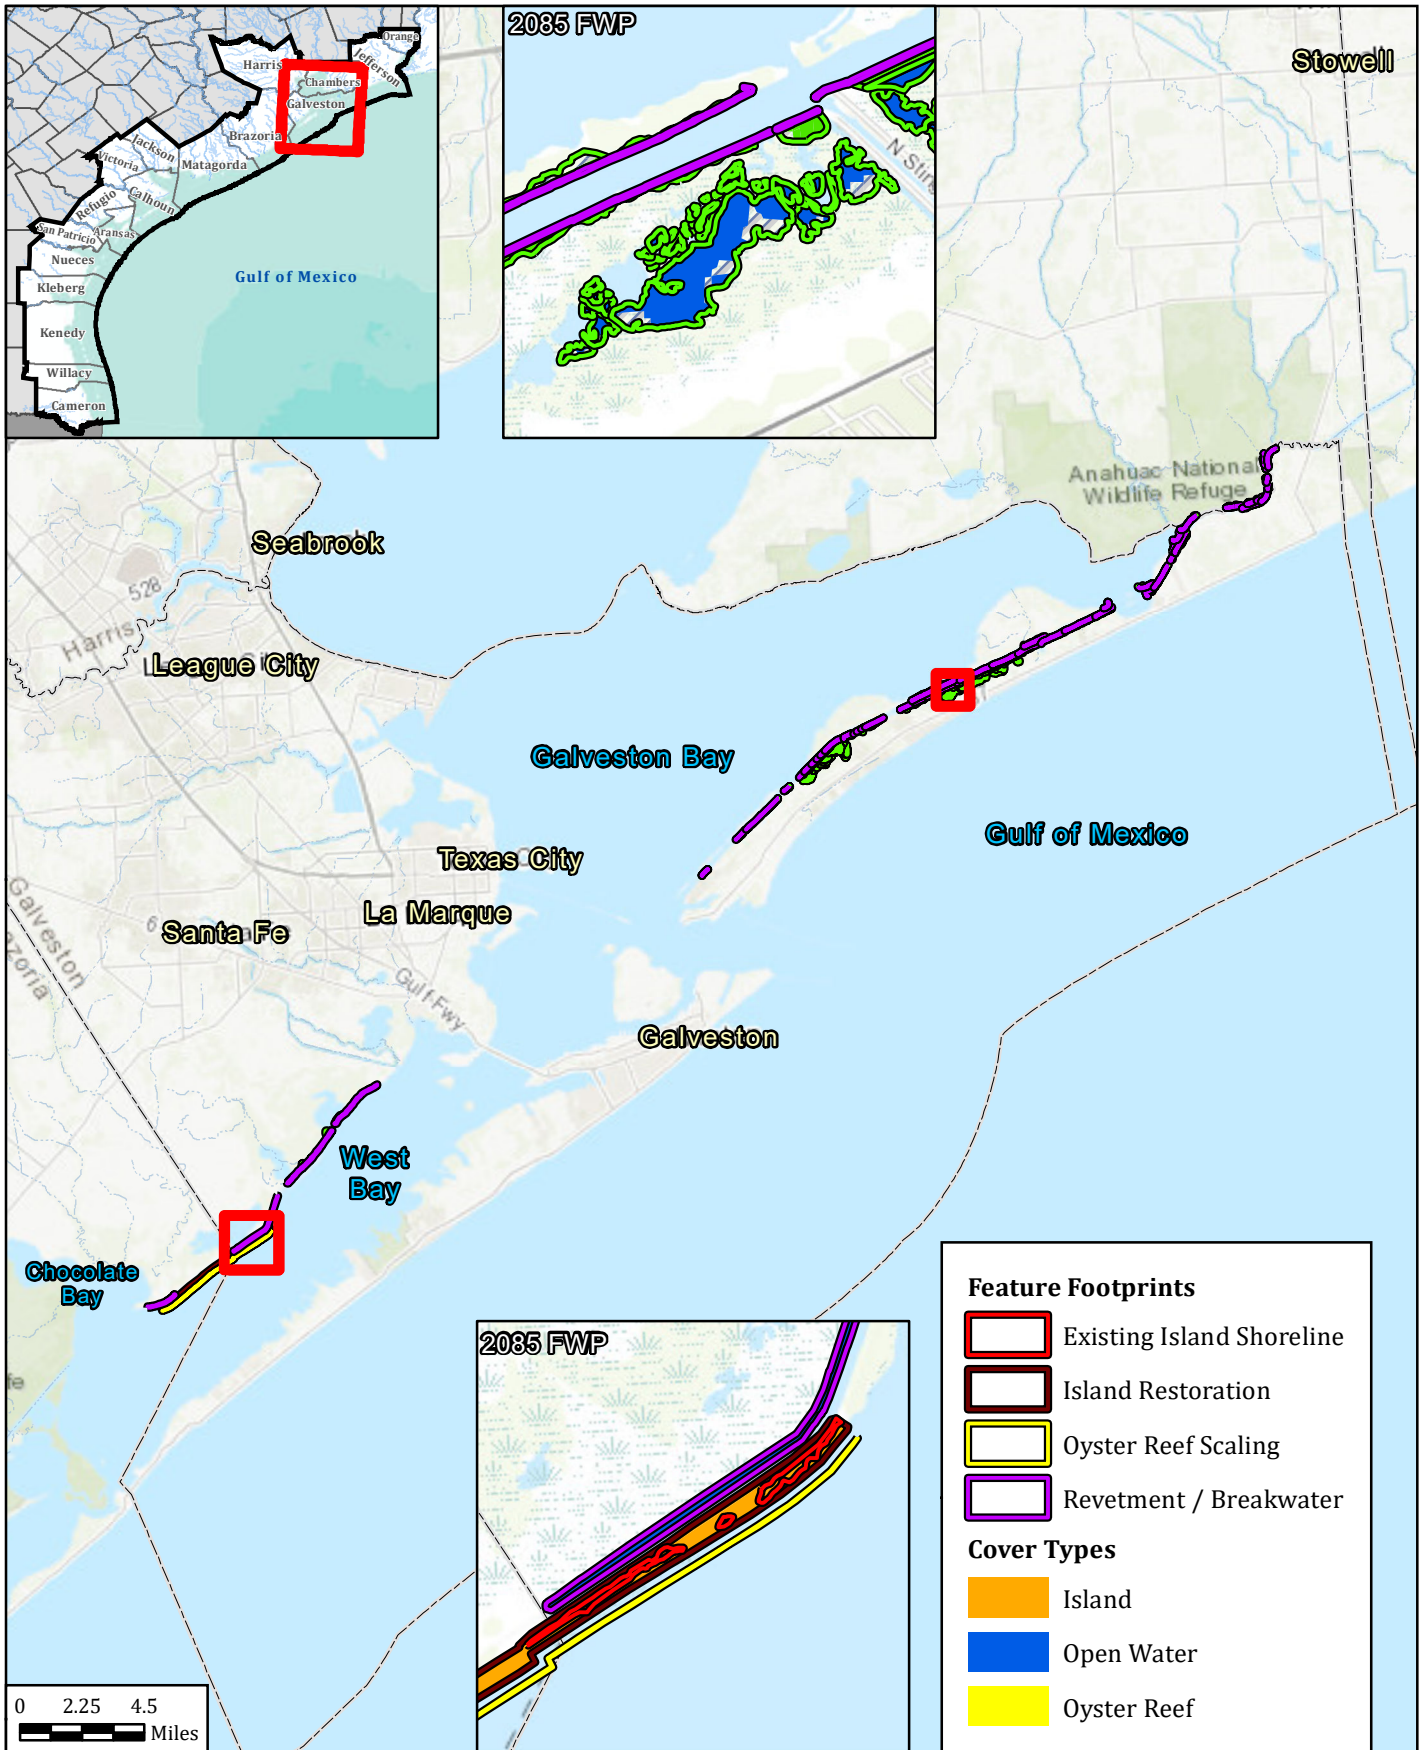 Orange
Jefferson
Harris
Chambers
Galveston
Brazoria
Jackson
Victoria
Matagorda
Calhoun
Refugio
Aransas
San Patricio
Nueces
Kleberg
Kenedy
Willacy
Cameron
Gulf of Mexico
2085 FWP
Stowell
Anahuac National
Wildlife Refuge
Seabrook
528
Harris
League City
Galveston Bay
Gulf of Mexico
Texas City
La Marque
Santa Fe
6
Galveston
Gulf Fwy
Galveston
West
Bay
Chocolate
Bay
2085 FWP
Feature Footprints
Existing Island Shoreline
Island Restoration
Oyster Reef Scaling
Revetment / Breakwater
Cover Types
Island
Open Water
Oyster Reef
0 2.25 4.5
Miles